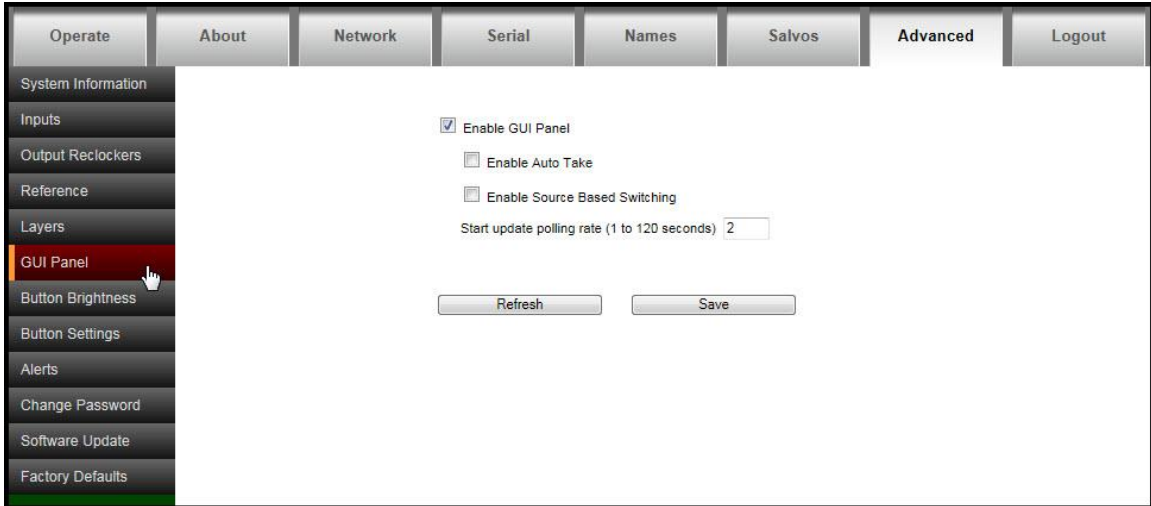 Operate About Network Serial Names Salvos Advanced Logout
System Information
Inputs
Output Reclockers
Reference
Layers
GUI Panel
Button Brightness
Button Settings
Alerts
Change Password
Software Update
Factory Defaults
Enable GUI Panel
Enable Auto Take
Enable Source Based Switching
Start update polling rate (1 to 120 seconds) 2
Refresh Save